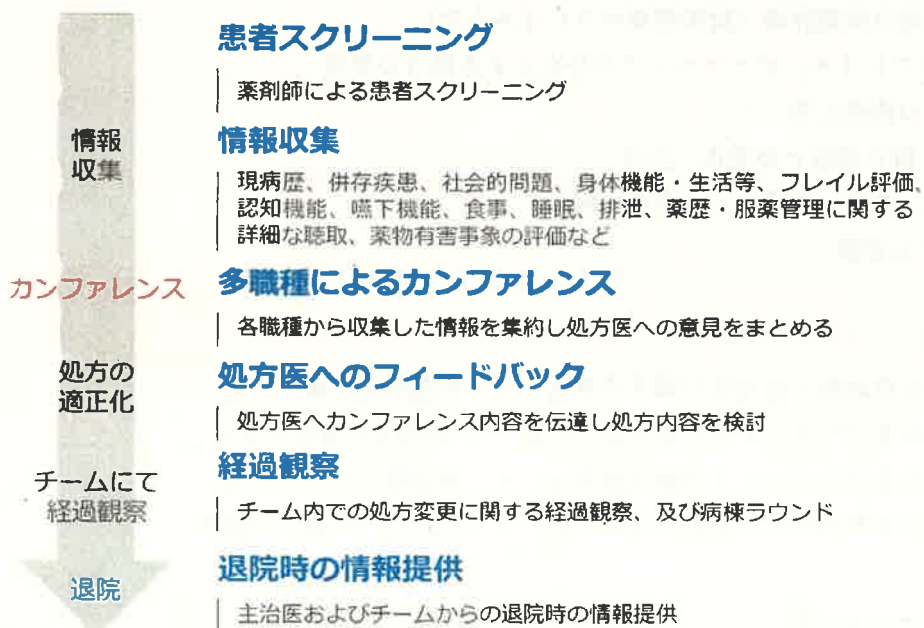 患者スクリーニング
薬剤師による患者スクリーニング
情報
収集
情報収集
現病歴、併存疾患、社会的問題、身体機能・生活等、フレイル評価、
認知機能、嚥下機能、食事、睡眠、排泄、薬歴・服薬管理に関する
詳細な聴取、薬物有害事象の評価など
カンファレンス
多職種によるカンファレンス
各職種から収集した情報を集約し処方医への意見をまとめる
処方の
適正化
処方医へのフィードバック
処方医へカンファレンス内容を伝達し処方内容を検討
チームにて
経過観察
経過観察
チーム内での処方変更に関する経過観察、及び病棟ラウンド
退院
退院時の情報提供
主治医およびチームからの退院時の情報提供